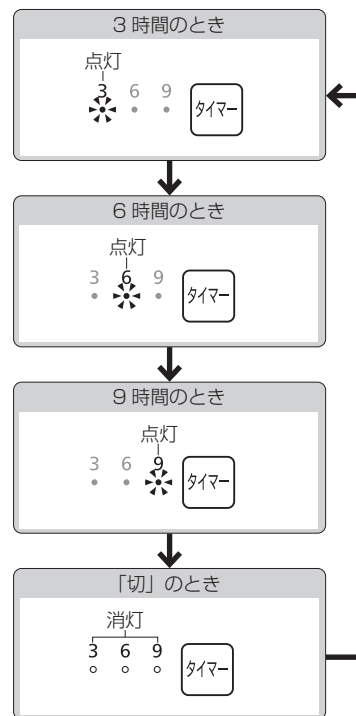 3 時間のとき
点灯
3 6 9
タイマー
6 時間のとき
点灯
3 6 9
タイマー
9 時間のとき
点灯
3 6 9
タイマー
「切」のとき
消灯
3 6 9
タイマー